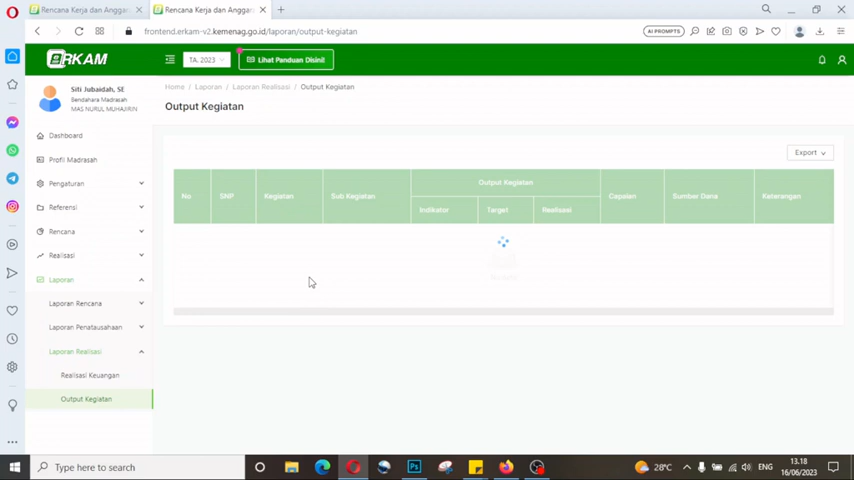 Rencana Kerja dan Anggar
Rencana Kerja dan Anggar
frontend.erkam-v2.kemenag.go.id/laporan/output-kegiatan
AI PROMPTS
ERKAM
TA. 2023
Lihat Panduan Disini!
Siti Jubaidah, SE
Bendahara Madrasah
MAS NURUL MUHAJIRIN
Home / Laporan / Laporan Realisasi / Output Kegiatan
Output Kegiatan
Dashboard
Profil Madrasah
Pengaturan
Referensi
Rencana
Realisasi
Laporan
Laporan Rencana
Laporan Penatausahaan
Laporan Realisasi
Realisasi Keuangan
Output Kegiatan
Export
No
SNP
Kegiatan
Sub Kegiatan
Output Kegiatan
Indikator
Target
Realisasi
Capaian
Sumber Dana
Keterangan
Type here to search
Ps
28°C
ENG
13.18
16/06/2023